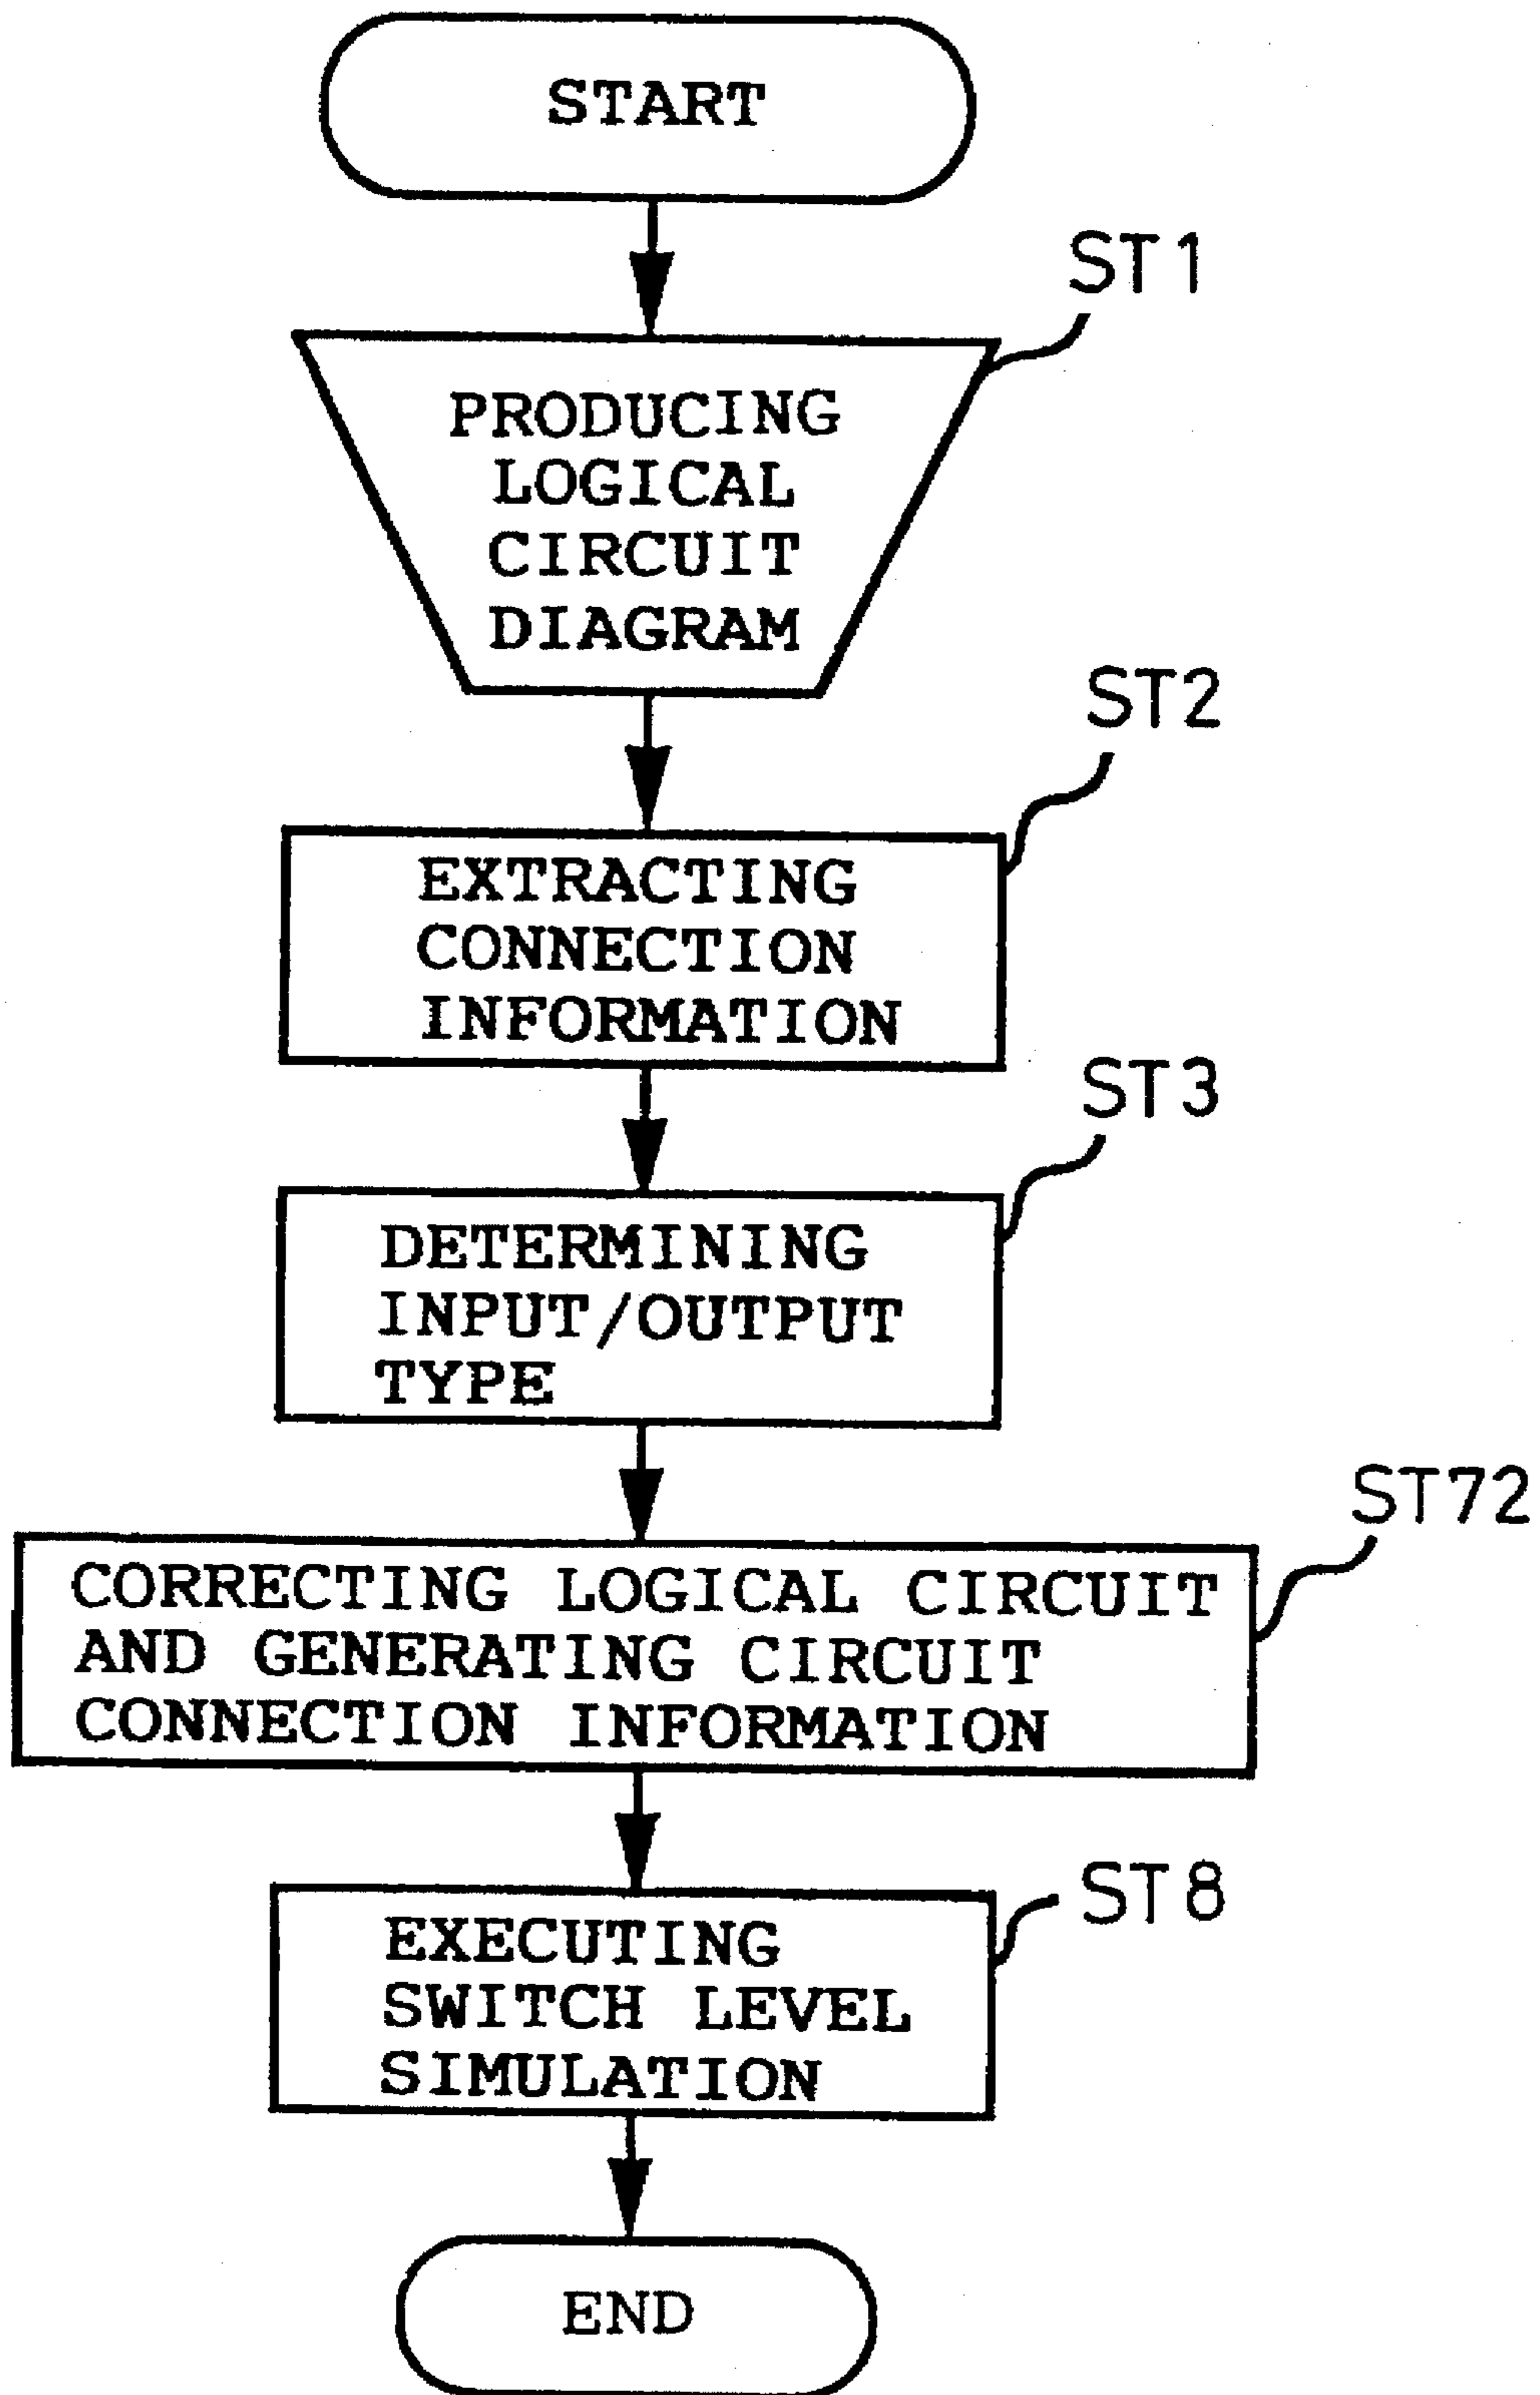 START
ST1
PRODUCING
LOGICAL
CIRCUIT
DIAGRAM
ST2
EXTRACTING
CONNECTION
INFORMATION
ST3
DETERMINING
INPUT/OUTPUT
TYPE
ST72
CORRECTING LOGICAL CIRCUIT
AND GENERATING CIRCUIT
CONNECTION INFORMATION
ST8
EXECUTING
SWITCH LEVEL
SIMULATION
END